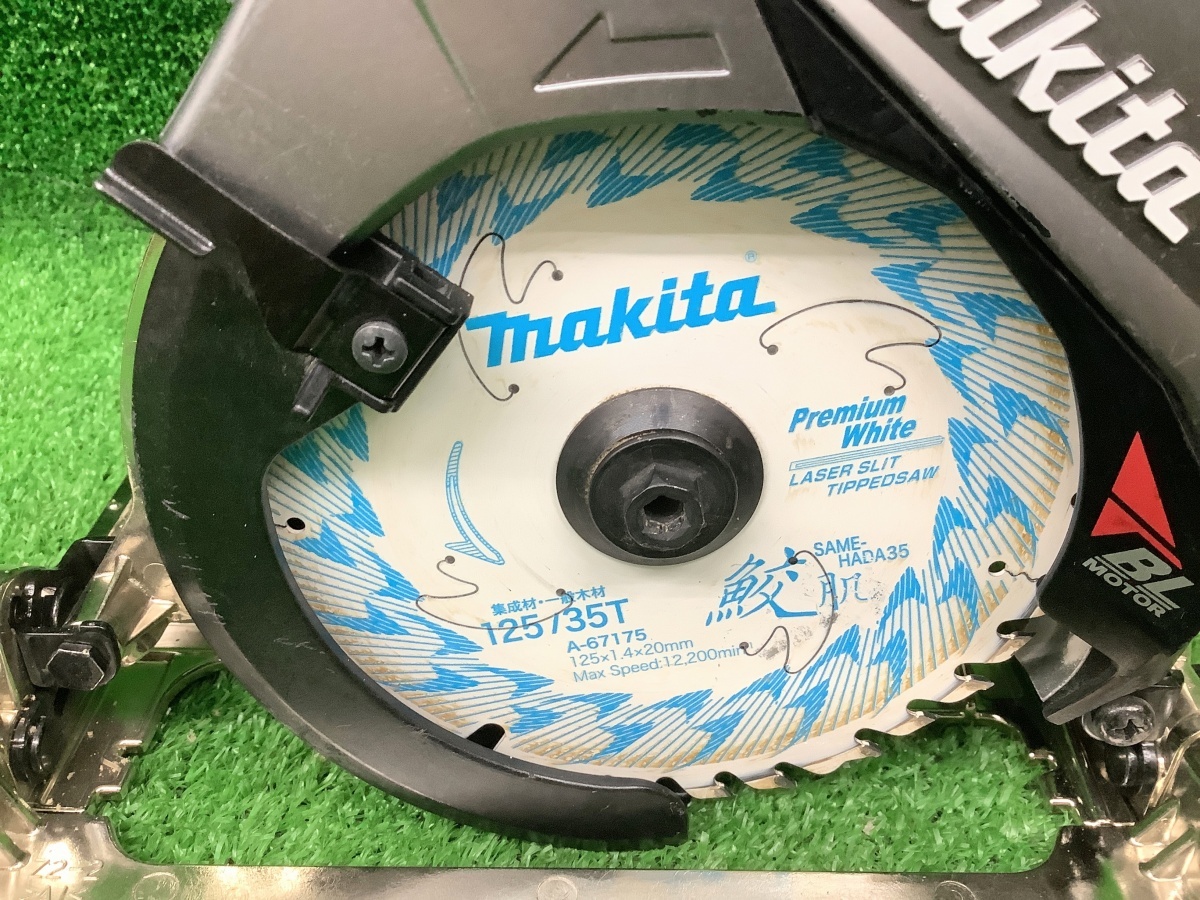 makita
makita®
Premium
White
LASER SLIT
TIPPEDSAW
SAME-
HADA35
鮫肌
集成材・一般木材
125/35T
A-67175
125×1.4×20mm
Max Speed:12,200min
BL
MOTOR
12